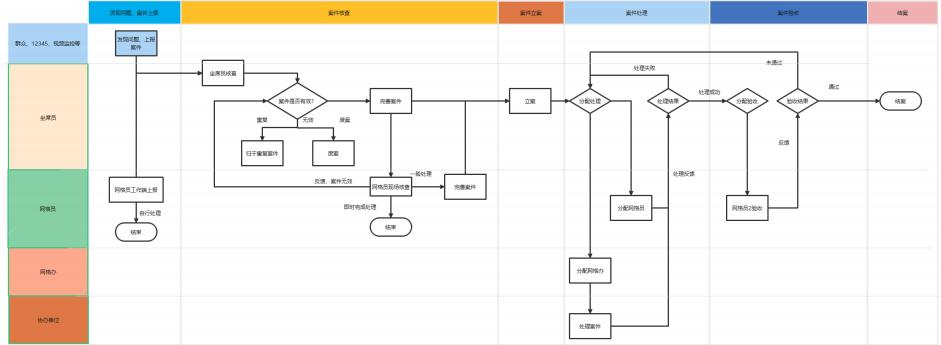 发现问题、案件上报
案件核查
案件立案
案件处理
案件验收
结案
群众、12345、视频监控等
发现问题、上报
案件
坐席员
坐席员核查
案件是否有效?
完善案件
立案
分配处理
处理失败
处理结果
处理成功
分配验收
未通过
验收结果
通过
结案
重复
无效
废案
归于重复案件
废案
反馈
一般处理
处理反馈
网格员
网格员工作端上报
自行处理
结束
反馈、案件无效
网格员现场核查
完善案件
即时完成处理
结束
分配网格员
网格员2验收
网格办
分配网格办
协办单位
处理案件